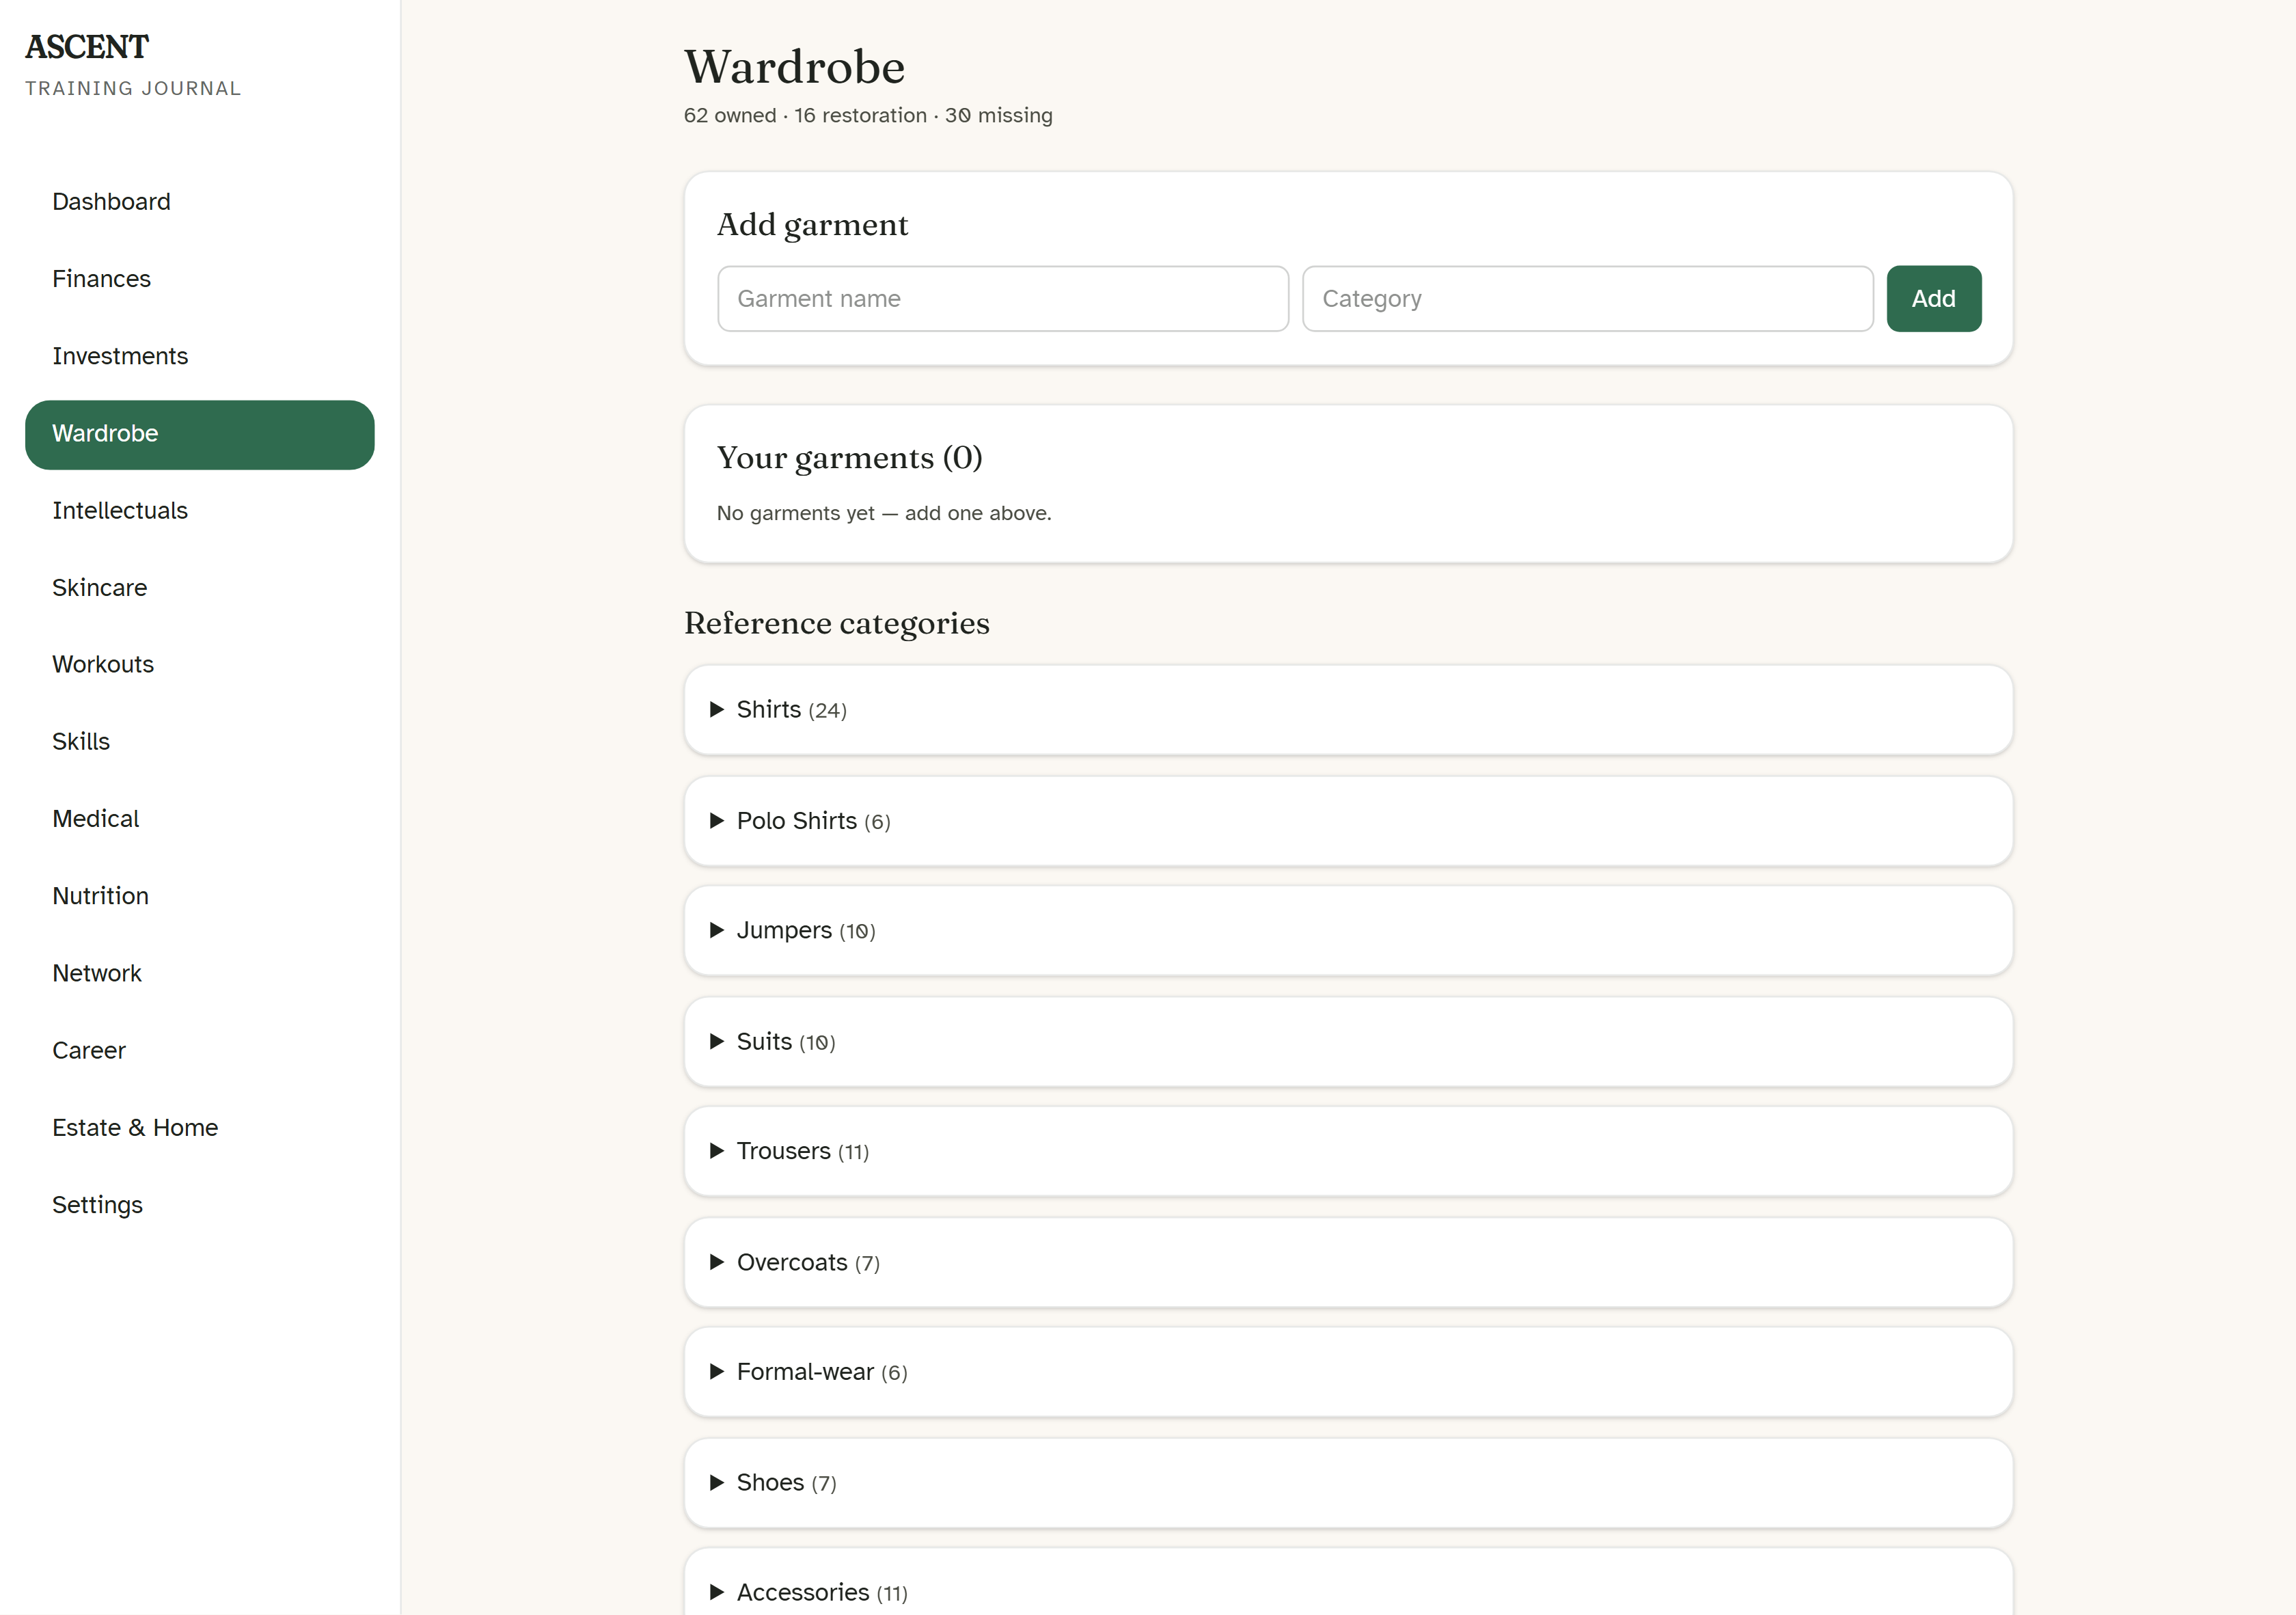 ASCENT
TRAINING JOURNAL
Dashboard
Finances
Investments
Wardrobe
Intellectuals
Skincare
Workouts
Skills
Medical
Nutrition
Network
Career
Estate & Home
Settings
Wardrobe
62 owned · 16 restoration · 30 missing
Add garment
Garment name Category Add
Your garments (0)
No garments yet — add one above.
Reference categories
Shirts (24)
Polo Shirts (6)
Jumpers (10)
Suits (10)
Trousers (11)
Overcoats (7)
Formal-wear (6)
Shoes (7)
Accessories (11)